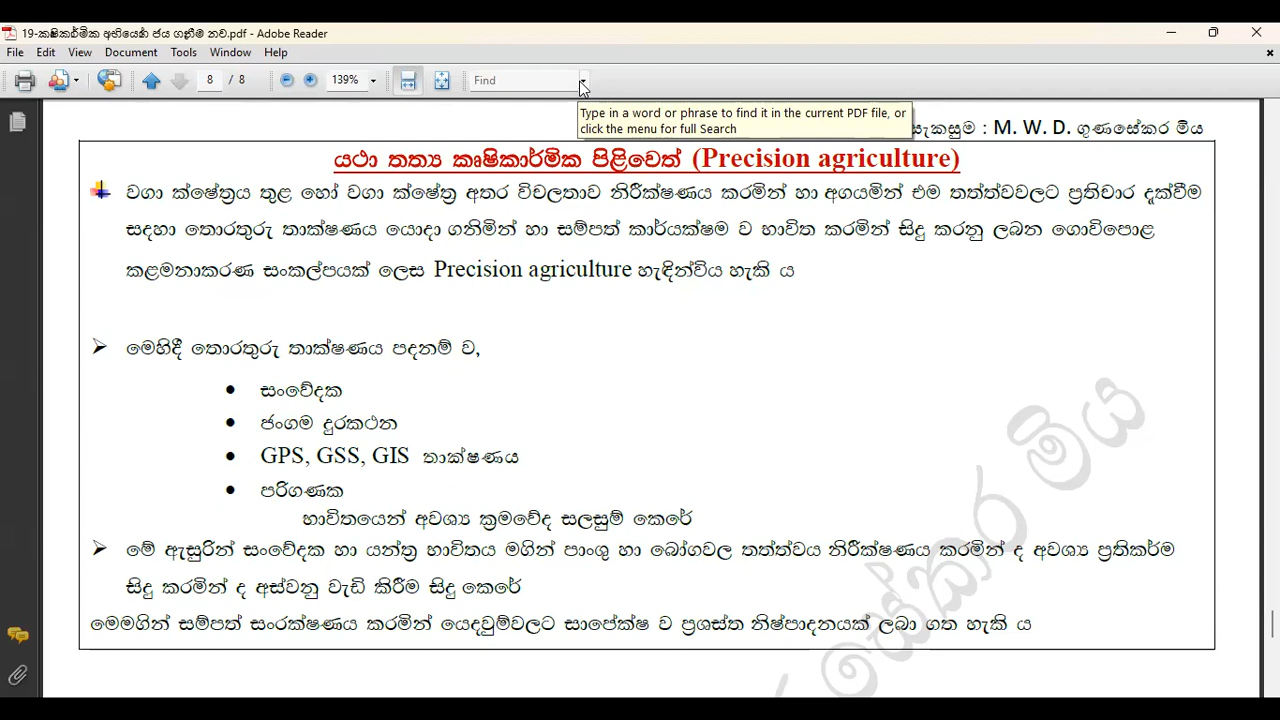 19-කෘෂිකාර්මික අභියෝග ජය ගැනීම නව.pdf - Adobe Reader
File Edit View Document Tools Window Help
8 / 8 139% Find
Type in a word or phrase to find it in the current PDF file, or
click the menu for full Search
සැකසුම : M. W. D. ගුණසේකර මිය
යථා තත්‍ය කෘෂිකාර්මික පිළිවෙත් (Precision agriculture)
වගා ක්ෂේත්‍රය තුළ හෝ වගා ක්ෂේත්‍ර අතර විචලතාව නිරීක්ෂණය කරමින් හා අගයමින් එම තත්ත්වවලට ප්‍රතිචාර දැක්වීම
සඳහා තොරතුරු තාක්ෂණය යොදා ගනිමින් හා සම්පත් කාර්යක්ෂම ව භාවිත කරමින් සිදු කරනු ලබන ගොවිපොළ
කළමනාකරණ සංකල්පයක් ලෙස Precision agriculture හැඳින්විය හැකි ය
➢ මෙහිදී තොරතුරු තාක්ෂණය පදනම් ව,
• සංවේදක
• ජංගම දුරකථන
• GPS, GSS, GIS තාක්ෂණය
• පරිගණක
භාවිතයෙන් අවශ්‍ය ක්‍රමවේද සලසුම් කෙරේ
➢ මේ ඇසුරින් සංවේදක හා යන්ත්‍ර භාවිතය මගින් පාංශු හා බෝගවල තත්ත්වය නිරීක්ෂණය කරමින් ද අවශ්‍ය ප්‍රතිකර්ම
සිදු කරමින් ද අස්වනු වැඩි කිරීම සිදු කෙරේ
මෙමගින් සම්පත් සංරක්ෂණය කරමින් යෙදවුම්වලට සාපේක්ෂ ව ප්‍රශස්ත නිෂ්පාදනයක් ලබා ගත හැකි ය